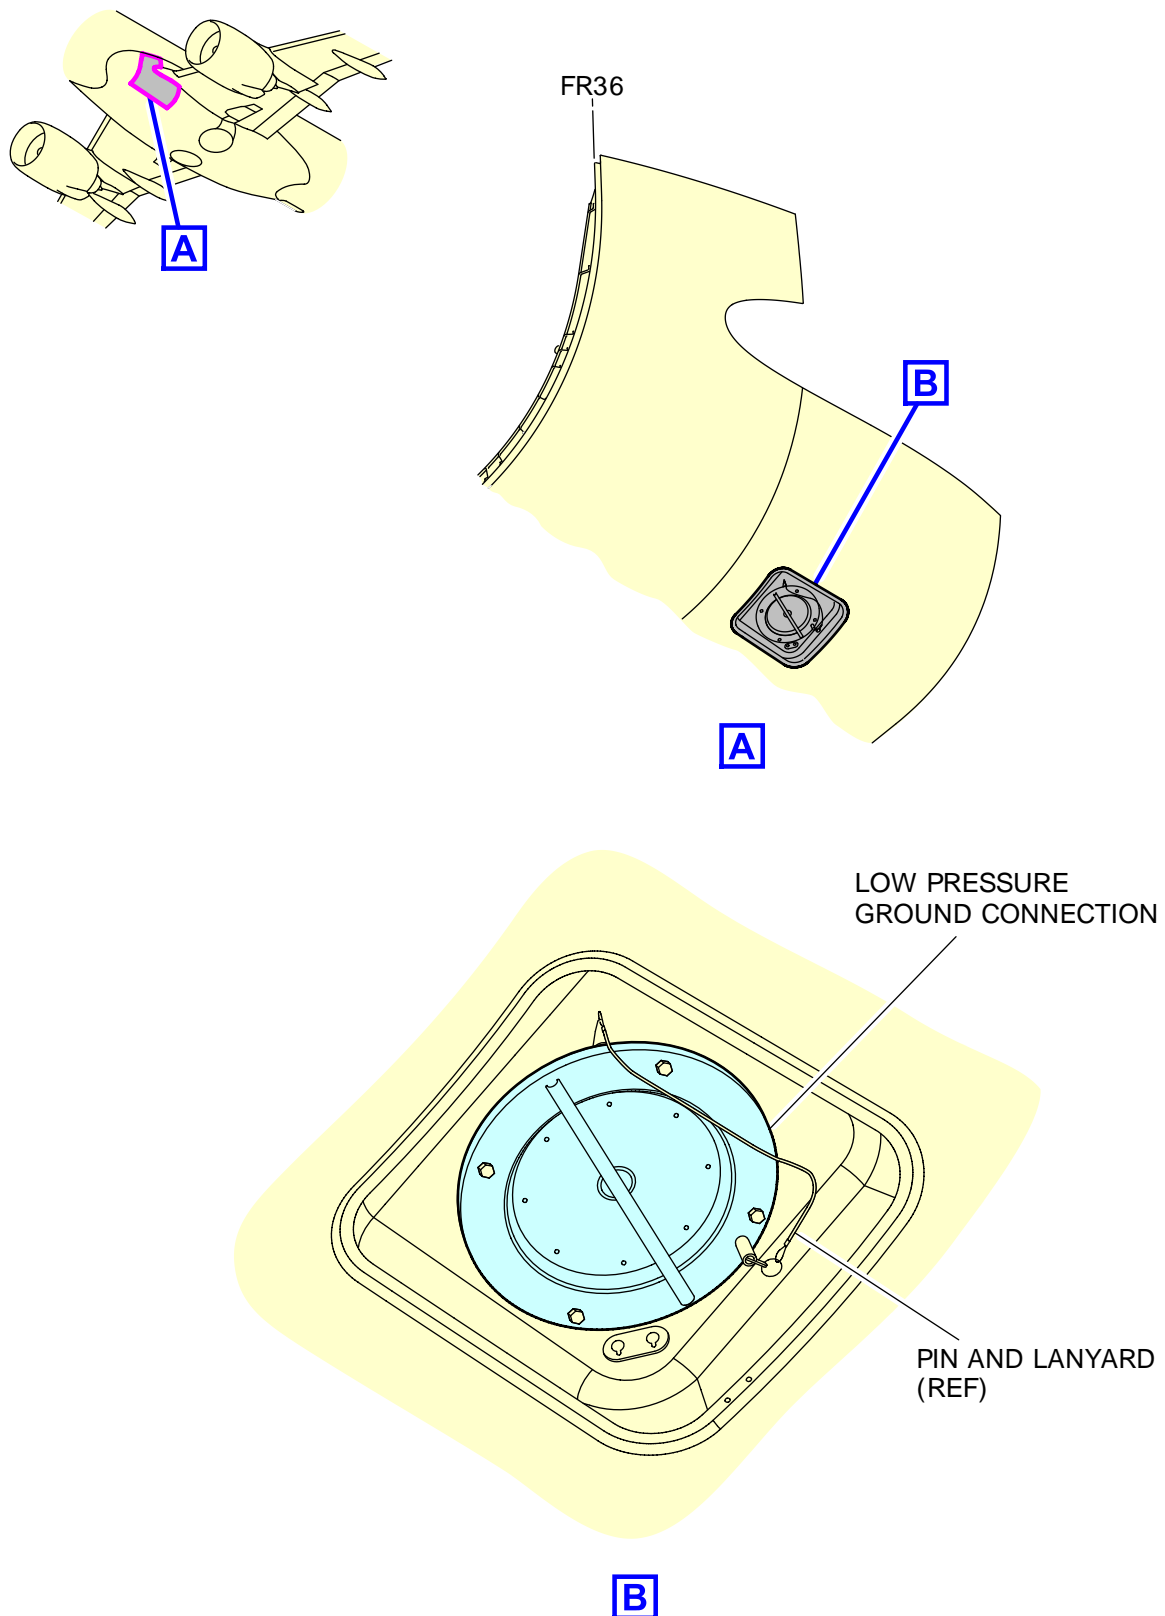 A
FR36
B
A
LOW PRESSURE
GROUND CONNECTION
PIN AND LANYARD
(REF)
B